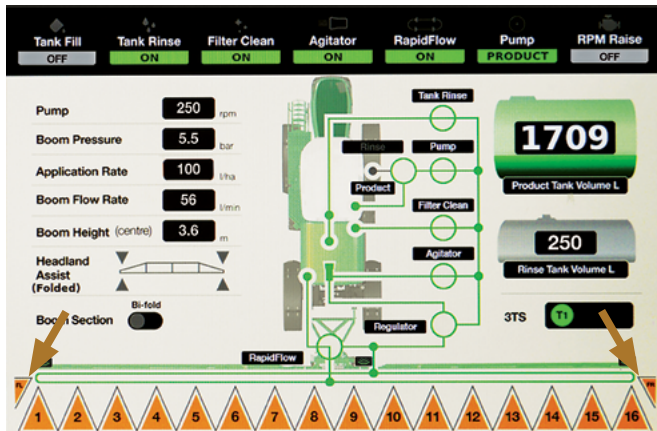 Tank Fill
Tank Rinse
Filter Clean
Agitator
RapidFlow
Pump
RPM Raise
OFF
ON
ON
ON
ON
PRODUCT
OFF
Pump 250 rpm
Boom Pressure 5.5 bar
Application Rate 100 l/ha
Boom Flow Rate 56 l/min
Boom Height (centre) 3.6 m
Headland
Assist
(Folded)
Bi-fold
Boom Section
Tank Rinse
Rinse
Pump
Product
Filter Clean
Agitator
Regulator
RapidFlow
1709
Product Tank Volume L
250
Rinse Tank Volume L
3TS
T1
FL
FR
1 2 3 4 5 6 7 8 9 10 11 12 13 14 15 16